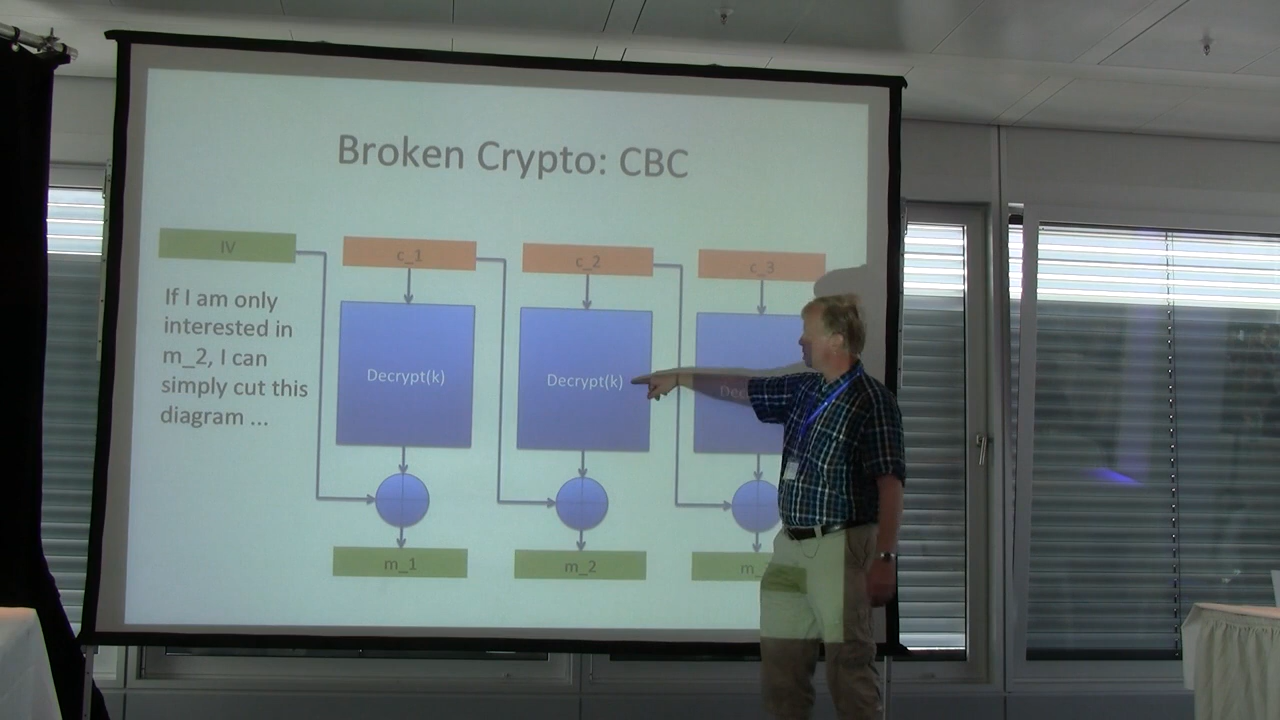 Broken Crypto: CBC
IV
c_1
c_2
c_3
If I am only
interested in
m_2, I can
simply cut this
diagram ...
Decrypt(k)
Decrypt(k)
m_1
m_2